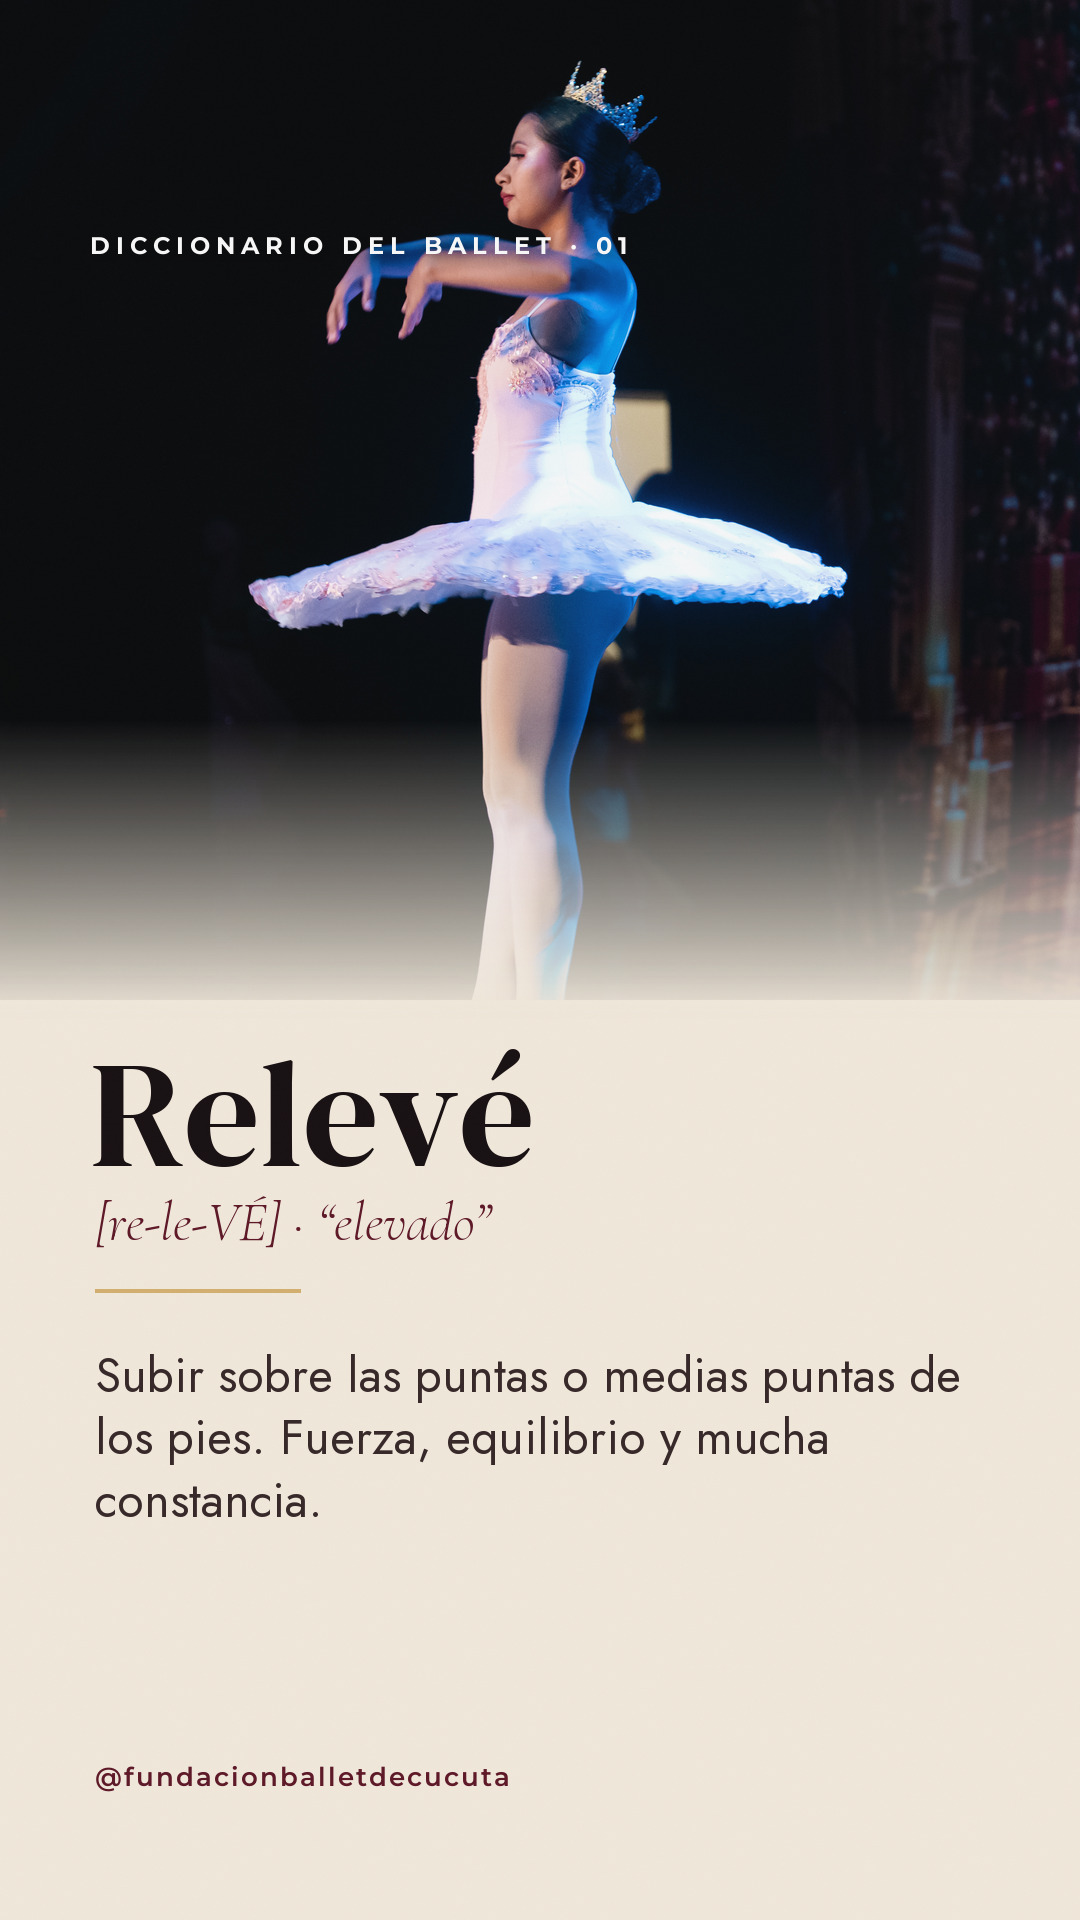 DICCIONARIO DEL BALLET · 01
Relevé
[re-le-VÉ] · “elevado”
Subir sobre las puntas o medias puntas de
los pies. Fuerza, equilibrio y mucha
constancia.
@fundacionballetdecucuta